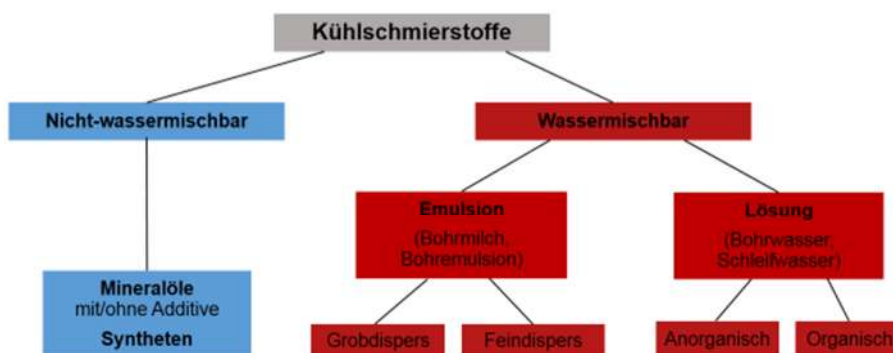 Kühlschmierstoffe
Nicht-wassermischbar
Wassermischbar
Emulsion
(Bohrmilch,
Bohremulsion)
Lösung
(Bohrwasser,
Schleifwasser)
Mineralöle
mit/ohne Additive
Syntheten
Grobdispers
Feindispers
Anorganisch
Organisch